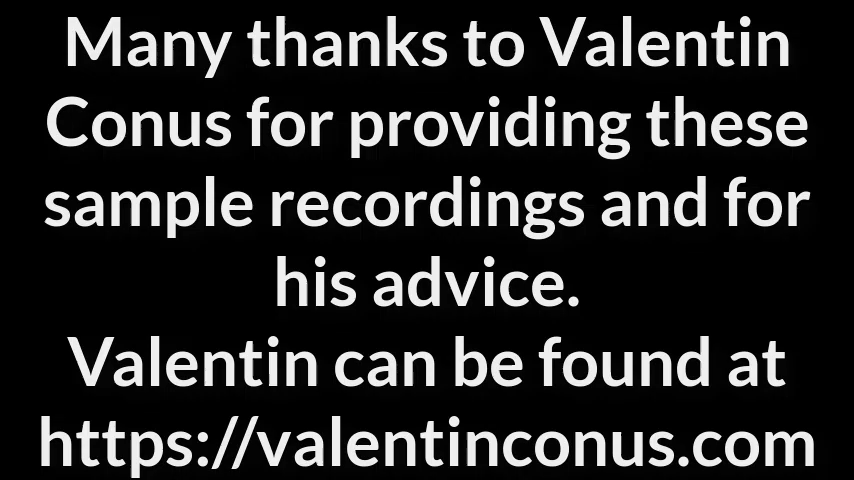 Many thanks to Valentin
Conus for providing these
sample recordings and for
his advice.
Valentin can be found at
https://valentinconus.com